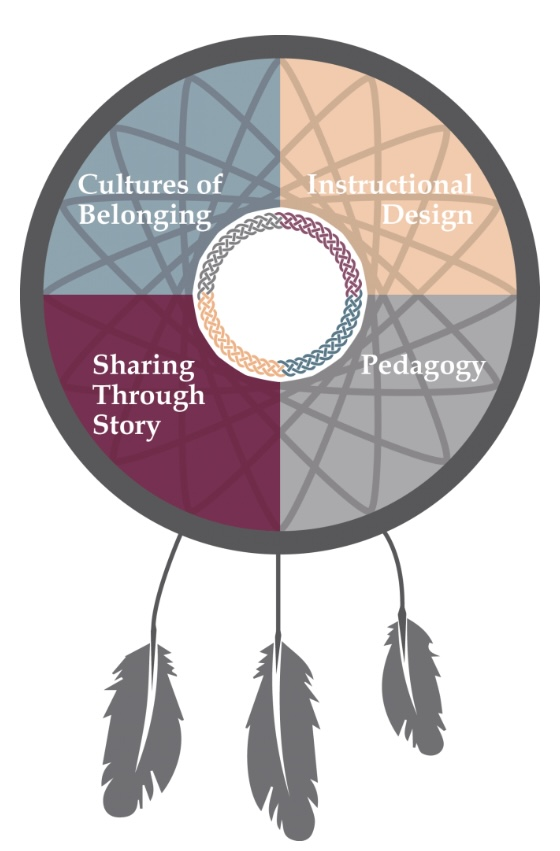 Cultures of
Belonging
Instructional
Design
Sharing
Through
Story
Pedagogy